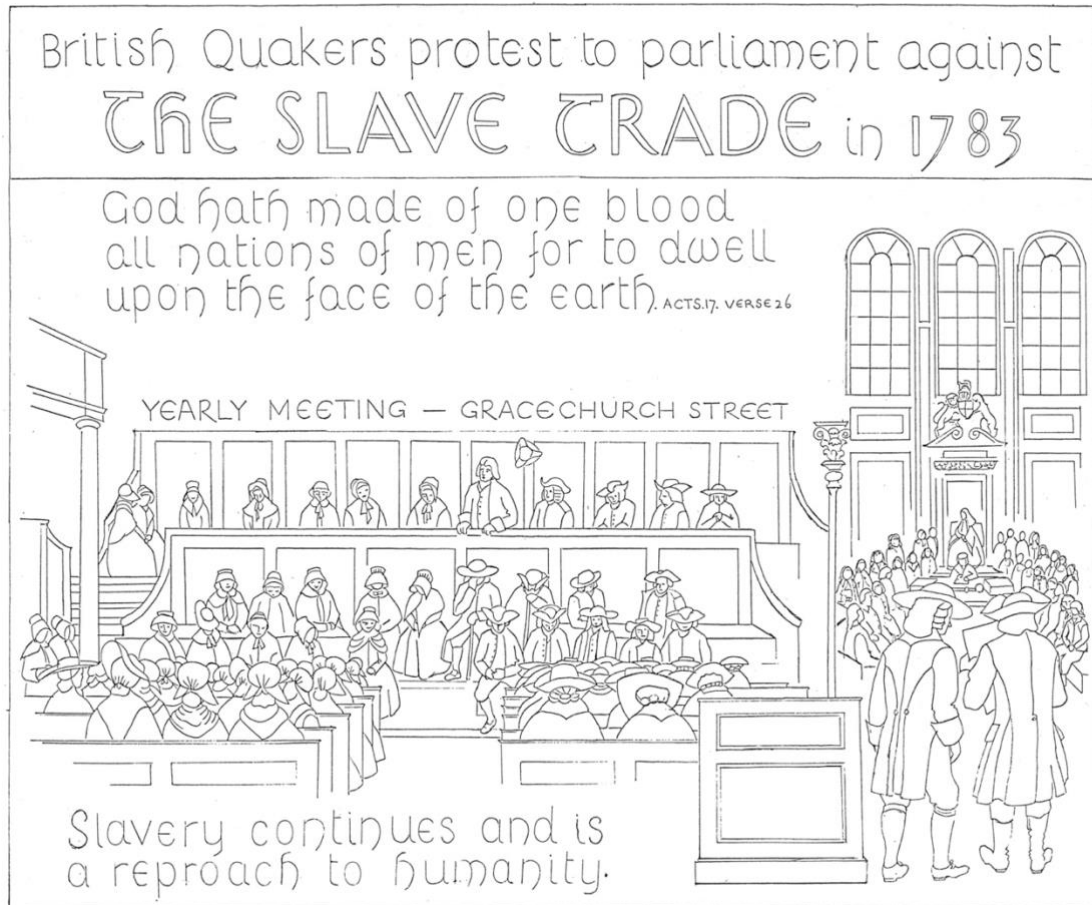 British Quakers protest to parliament against
THE SLAVE TRADE in 1783
God hath made of one blood
all nations of men for to dwell
upon the face of the earth. ACTS.17. VERSE 26
YEARLY MEETING — GRACECHURCH STREET
Slavery continues and is
a reproach to humanity.